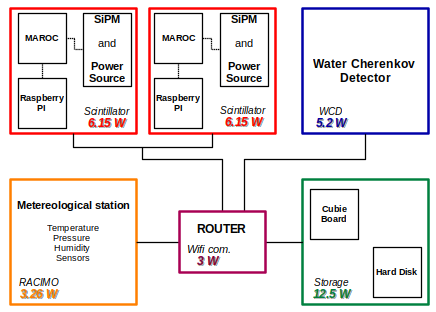 MAROC
SiPM
and
Power
Source
Raspberry
PI
Scintillator
6.15 W
MAROC
SiPM
and
Power
Source
Raspberry
PI
Scintillator
6.15 W
Water Cherenkov
Detector
WCD
5.2 W
Metereological station
Temperature
Pressure
Humidity
Sensors
RACIMO
3.26 W
ROUTER
Wifi com.
3 W
Cubie
Board
Hard Disk
Storage
12.5 W